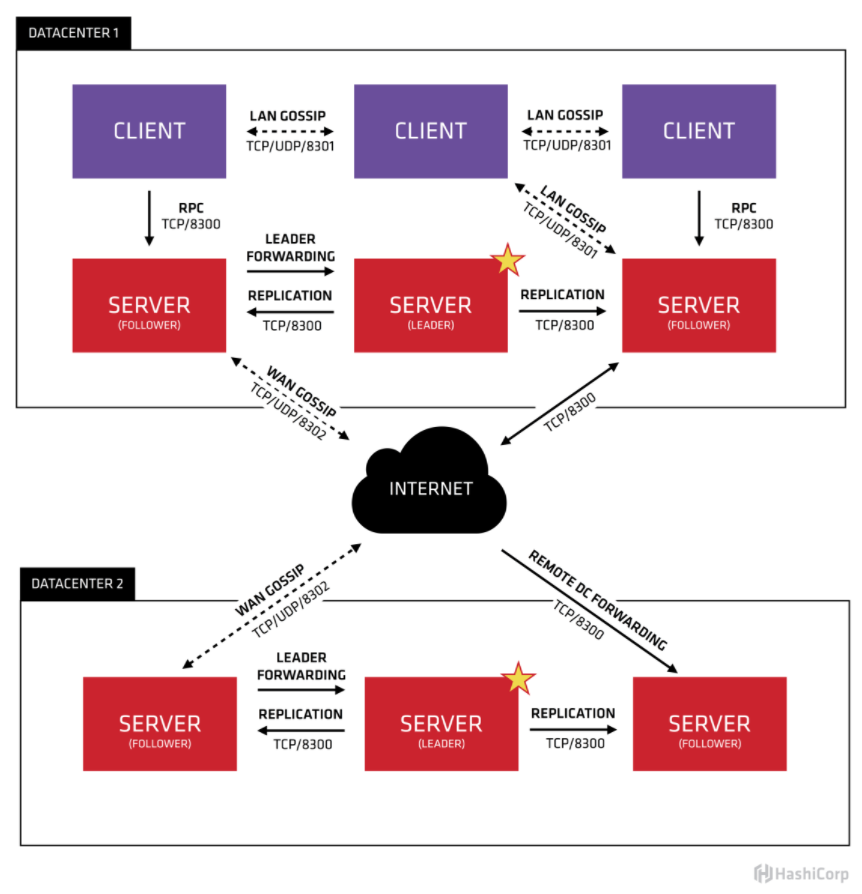 DATACENTER 1
CLIENT
LAN GOSSIP
TCP/UDP/8301
CLIENT
LAN GOSSIP
TCP/UDP/8301
CLIENT
RPC
TCP/8300
LAN GOSSIP
TCP/UDP/8301
RPC
TCP/8300
LEADER
FORWARDING
SERVER
(FOLLOWER)
REPLICATION
TCP/8300
SERVER
(LEADER)
REPLICATION
TCP/8300
SERVER
(FOLLOWER)
WAN GOSSIP
TCP/UDP/8302
TCP/8300
INTERNET
DATACENTER 2
WAN GOSSIP
TCP/UDP/8302
REMOTE DC FORWARDING
TCP/8300
LEADER
FORWARDING
SERVER
(FOLLOWER)
REPLICATION
TCP/8300
SERVER
(LEADER)
REPLICATION
TCP/8300
SERVER
(FOLLOWER)
HashiCorp